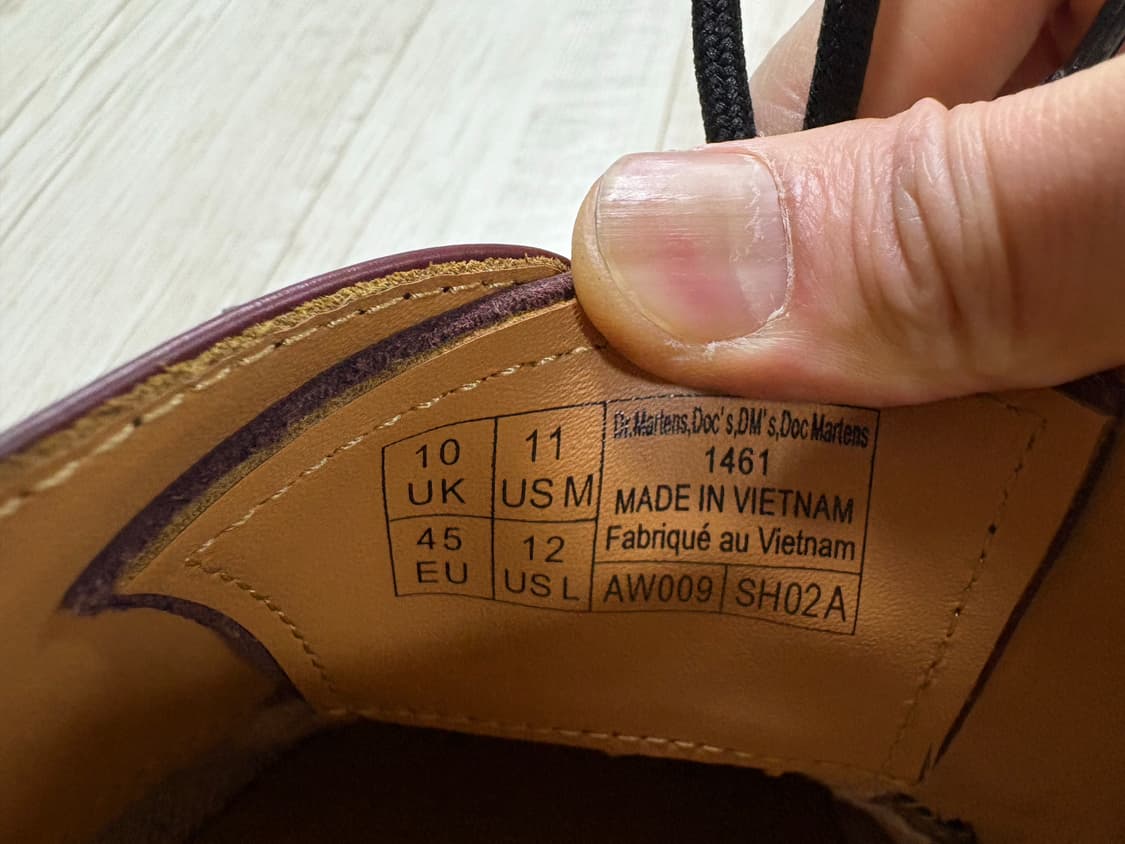 10
UK
11
US M
45
EU
12
US L
Dr.Martens,Doc's,DM's,Doc Martens
1461
MADE IN VIETNAM
Fabriqué au Vietnam
AW009
SH02A